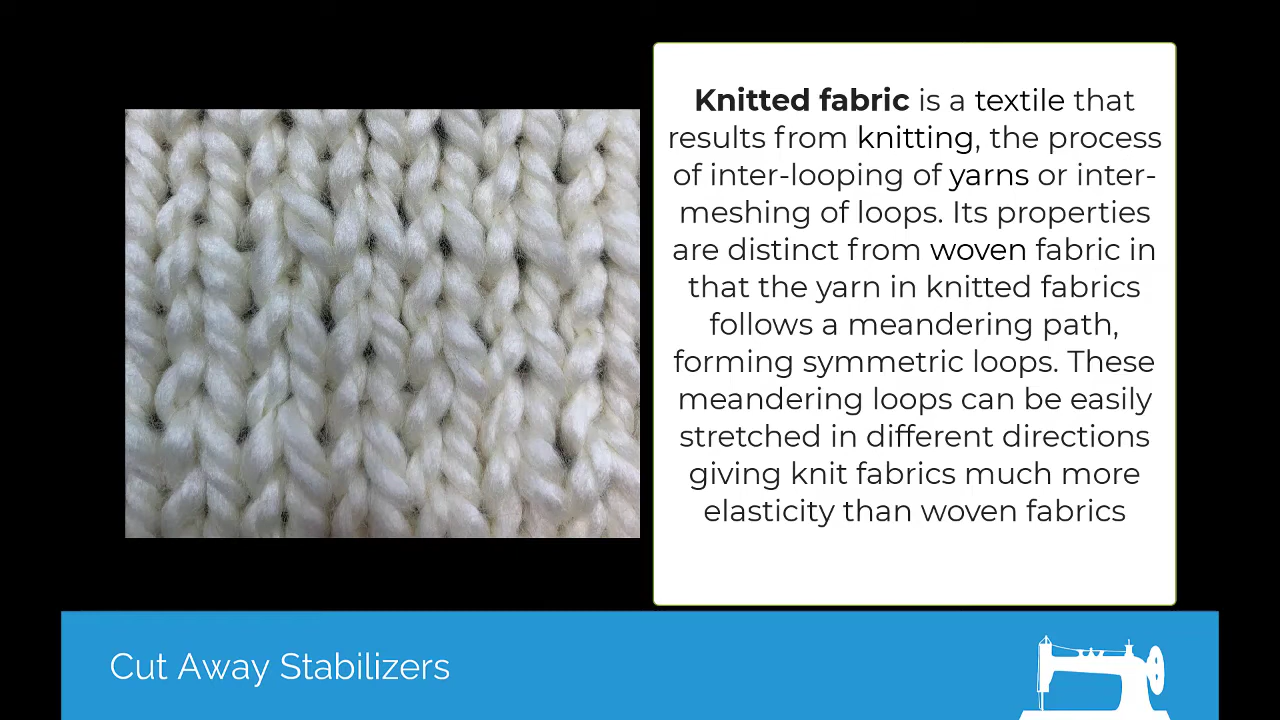 Knitted fabric is a textile that
results from knitting, the process
of inter-looping of yarns or inter-
meshing of loops. Its properties
are distinct from woven fabric in
that the yarn in knitted fabrics
follows a meandering path,
forming symmetric loops. These
meandering loops can be easily
stretched in different directions
giving knit fabrics much more
elasticity than woven fabrics
Cut Away Stabilizers